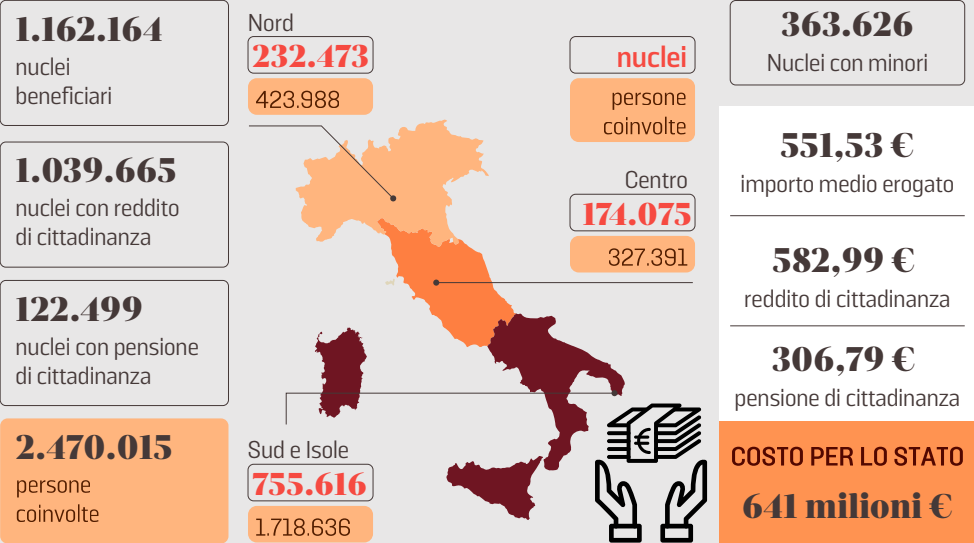 1.162.164
nuclei
beneficiari
1.039.665
nuclei con reddito
di cittadinanza
122.499
nuclei con pensione
di cittadinanza
2.470.015
persone
coinvolte
Nord
232.473
423.988
nuclei
persone
coinvolte
Centro
174.075
327.391
Sud e Isole
755.616
1.718.636
€
363.626
Nuclei con minori
551,53 €
importo medio erogato
582,99 €
reddito di cittadinanza
306,79 €
pensione di cittadinanza
COSTO PER LO STATO
641 milioni €